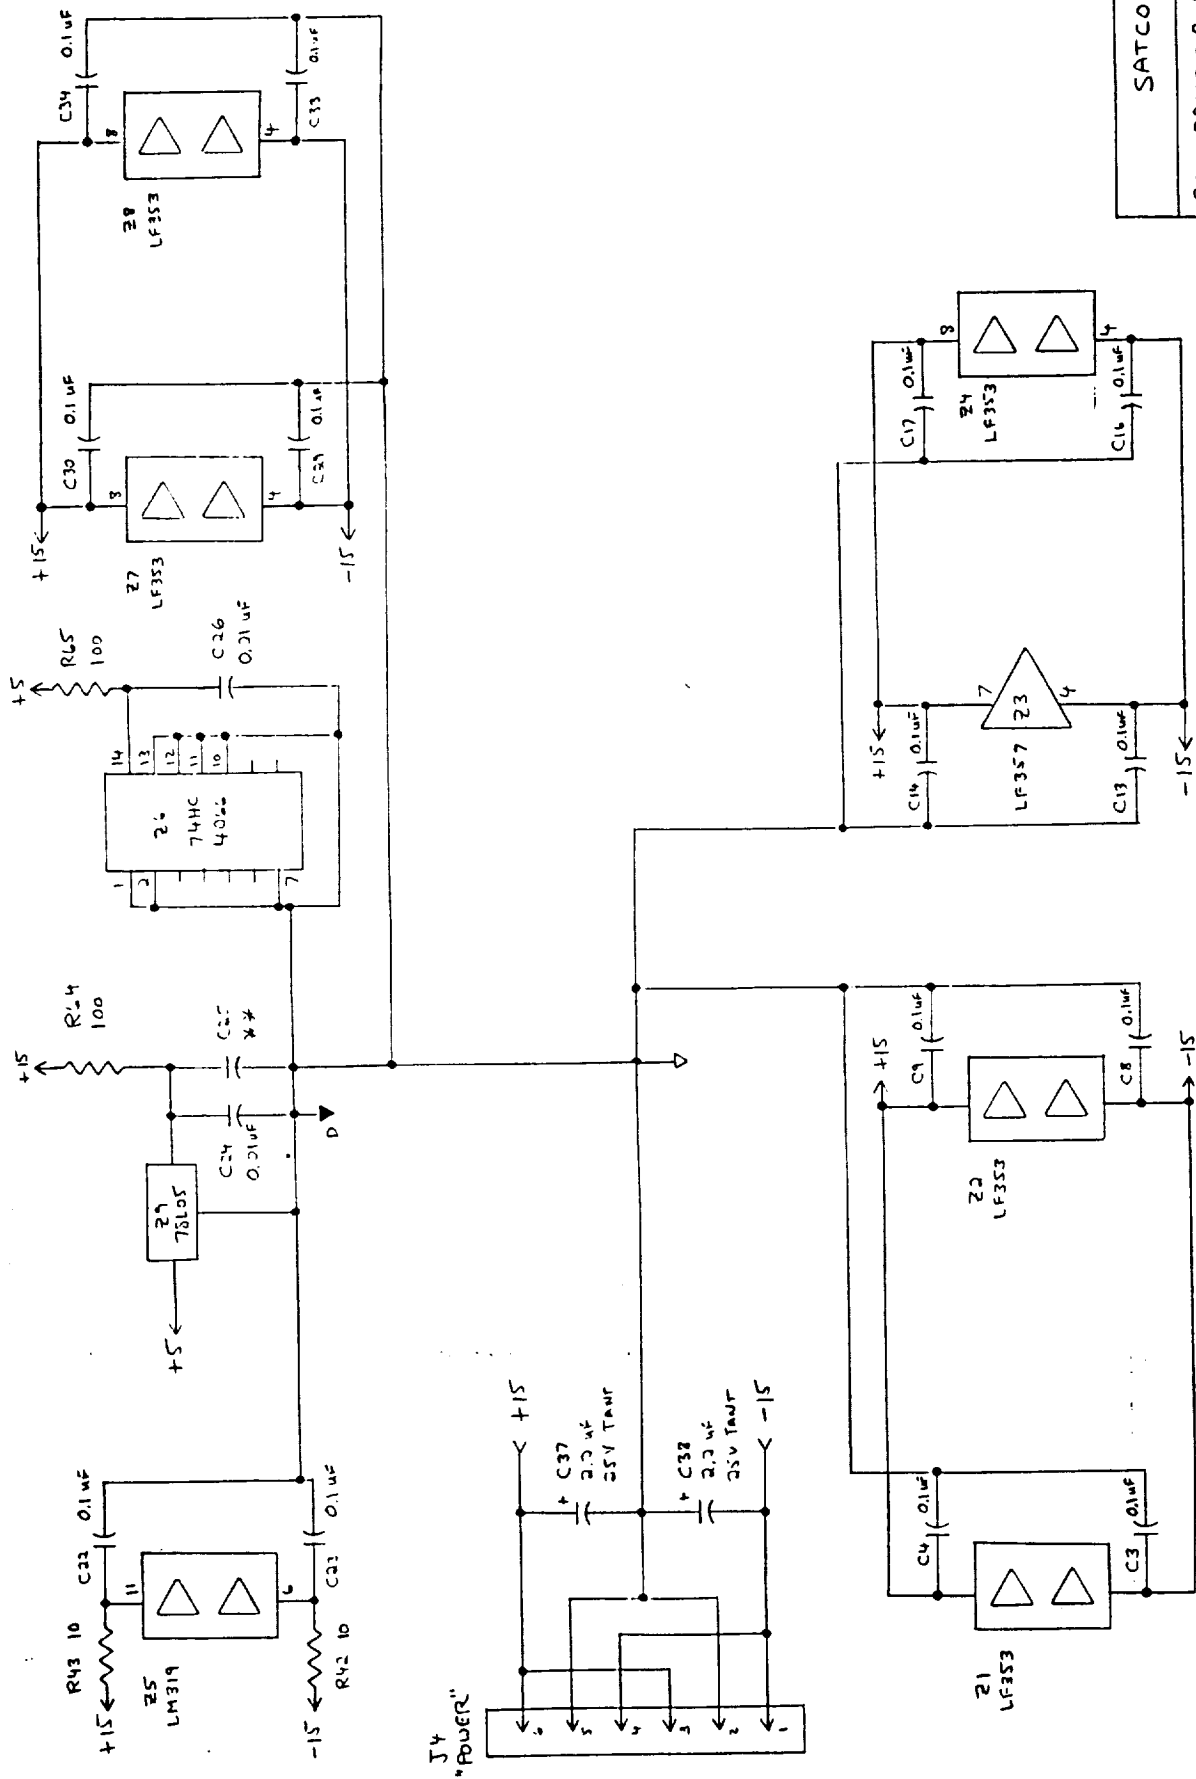 +15
R43 10
C22
0.1uF
11
Z5
LM319
6
-15
R42 10
C23
0.1uF
+5
Z9
78L05
+15
100
C24
0.01uF
**
D
+5
R65
100
C26
0.01uF
1
2
7
Z6
74HC
4066
14
13
12
11
10
+15
C30
0.1uF
Z7
LF353
4
C29
-15
C34
0.1uF
8
Z8
LF353
4
C33
0.1uF
J4
"POWER"
6
5
4
3
2
1
+15
+ C37
2.2uF
25V TANT
+ C38
2.2uF
25V TANT
-15
C4
0.1uF
Z1
LF353
C3
0.1uF
+15
C9
0.1uF
Z2
LF353
C8
0.1uF
-15
+15
C14
0.1uF
7
Z3
LF357
4
C13
0.1uF
-15
C17
0.1uF
8
Z4
LF353
4
C16
0.1uF
SATCO